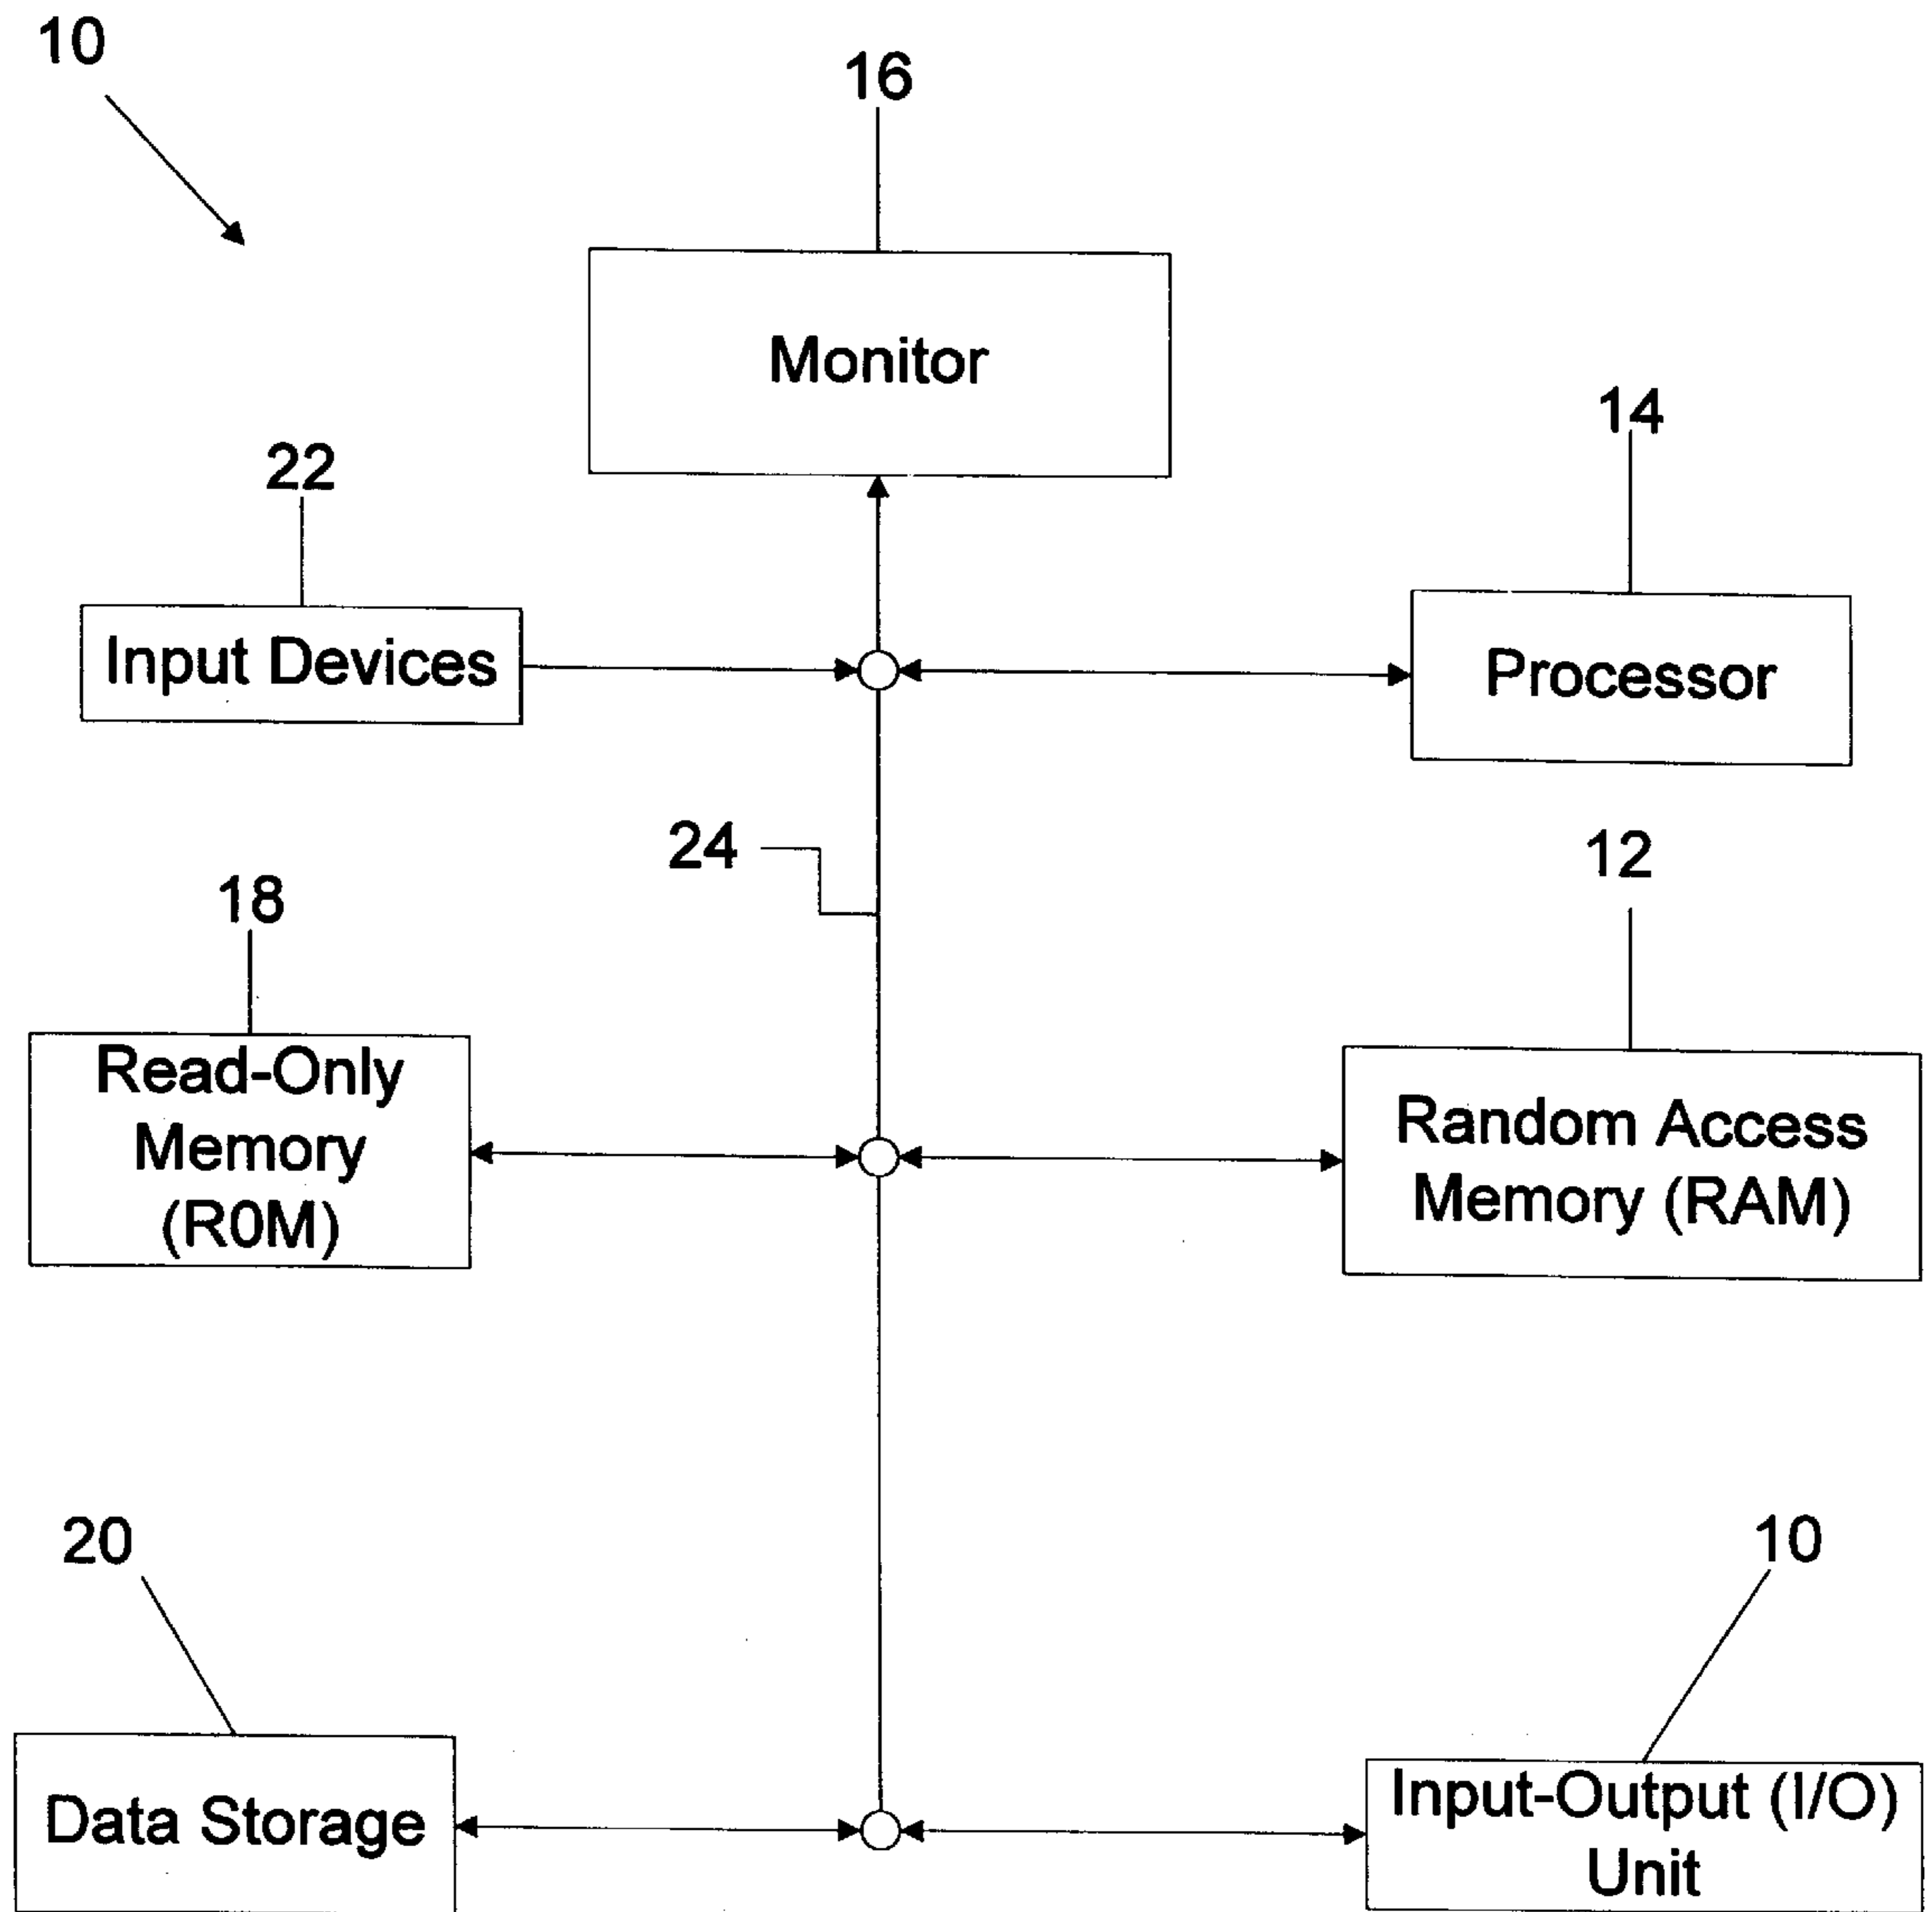 10
16
Monitor
14
22
Input Devices
Processor
24
12
18
Read-Only
Memory
(R0M)
Random Access
Memory (RAM)
20
10
Data Storage
Input-Output (I/O)
Unit